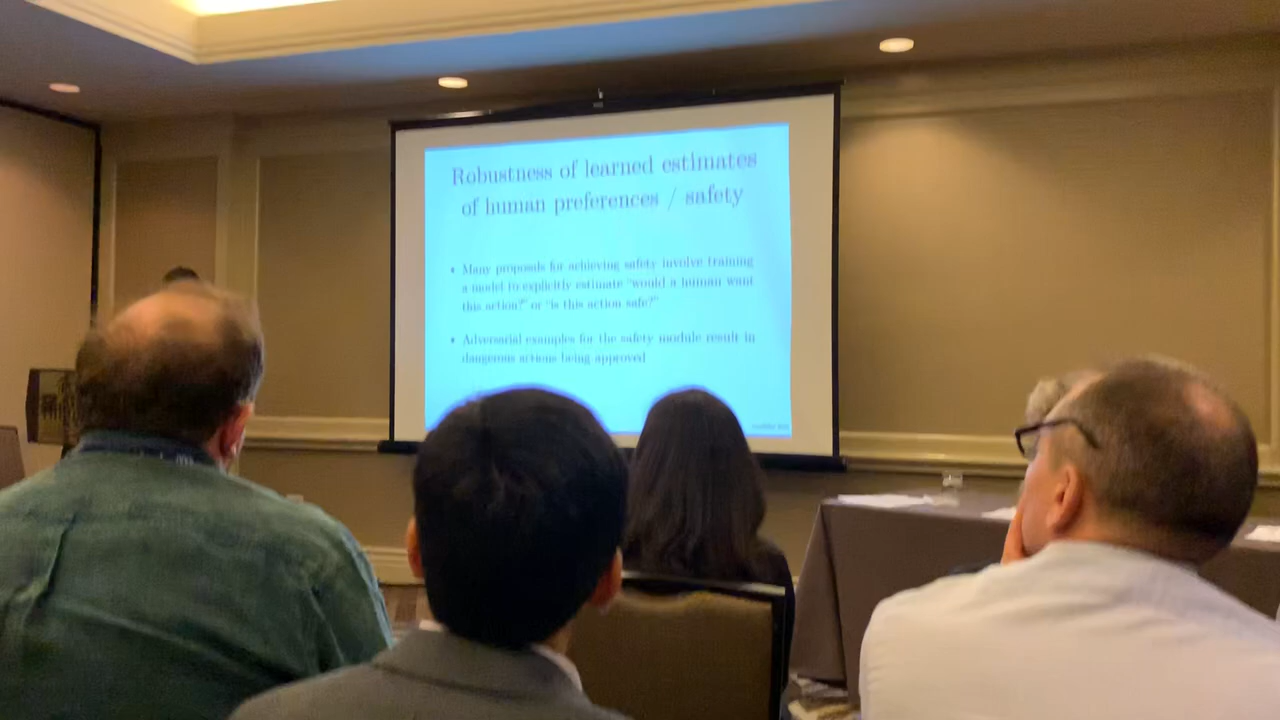 Robustness of learned estimates
of human preferences / safety
• Many proposals for achieving safety involve training
a model to explicitly estimate “would a human want
this action?” or “is this action safe?”
• Adversarial examples for the safety module result in
dangerous actions being approved